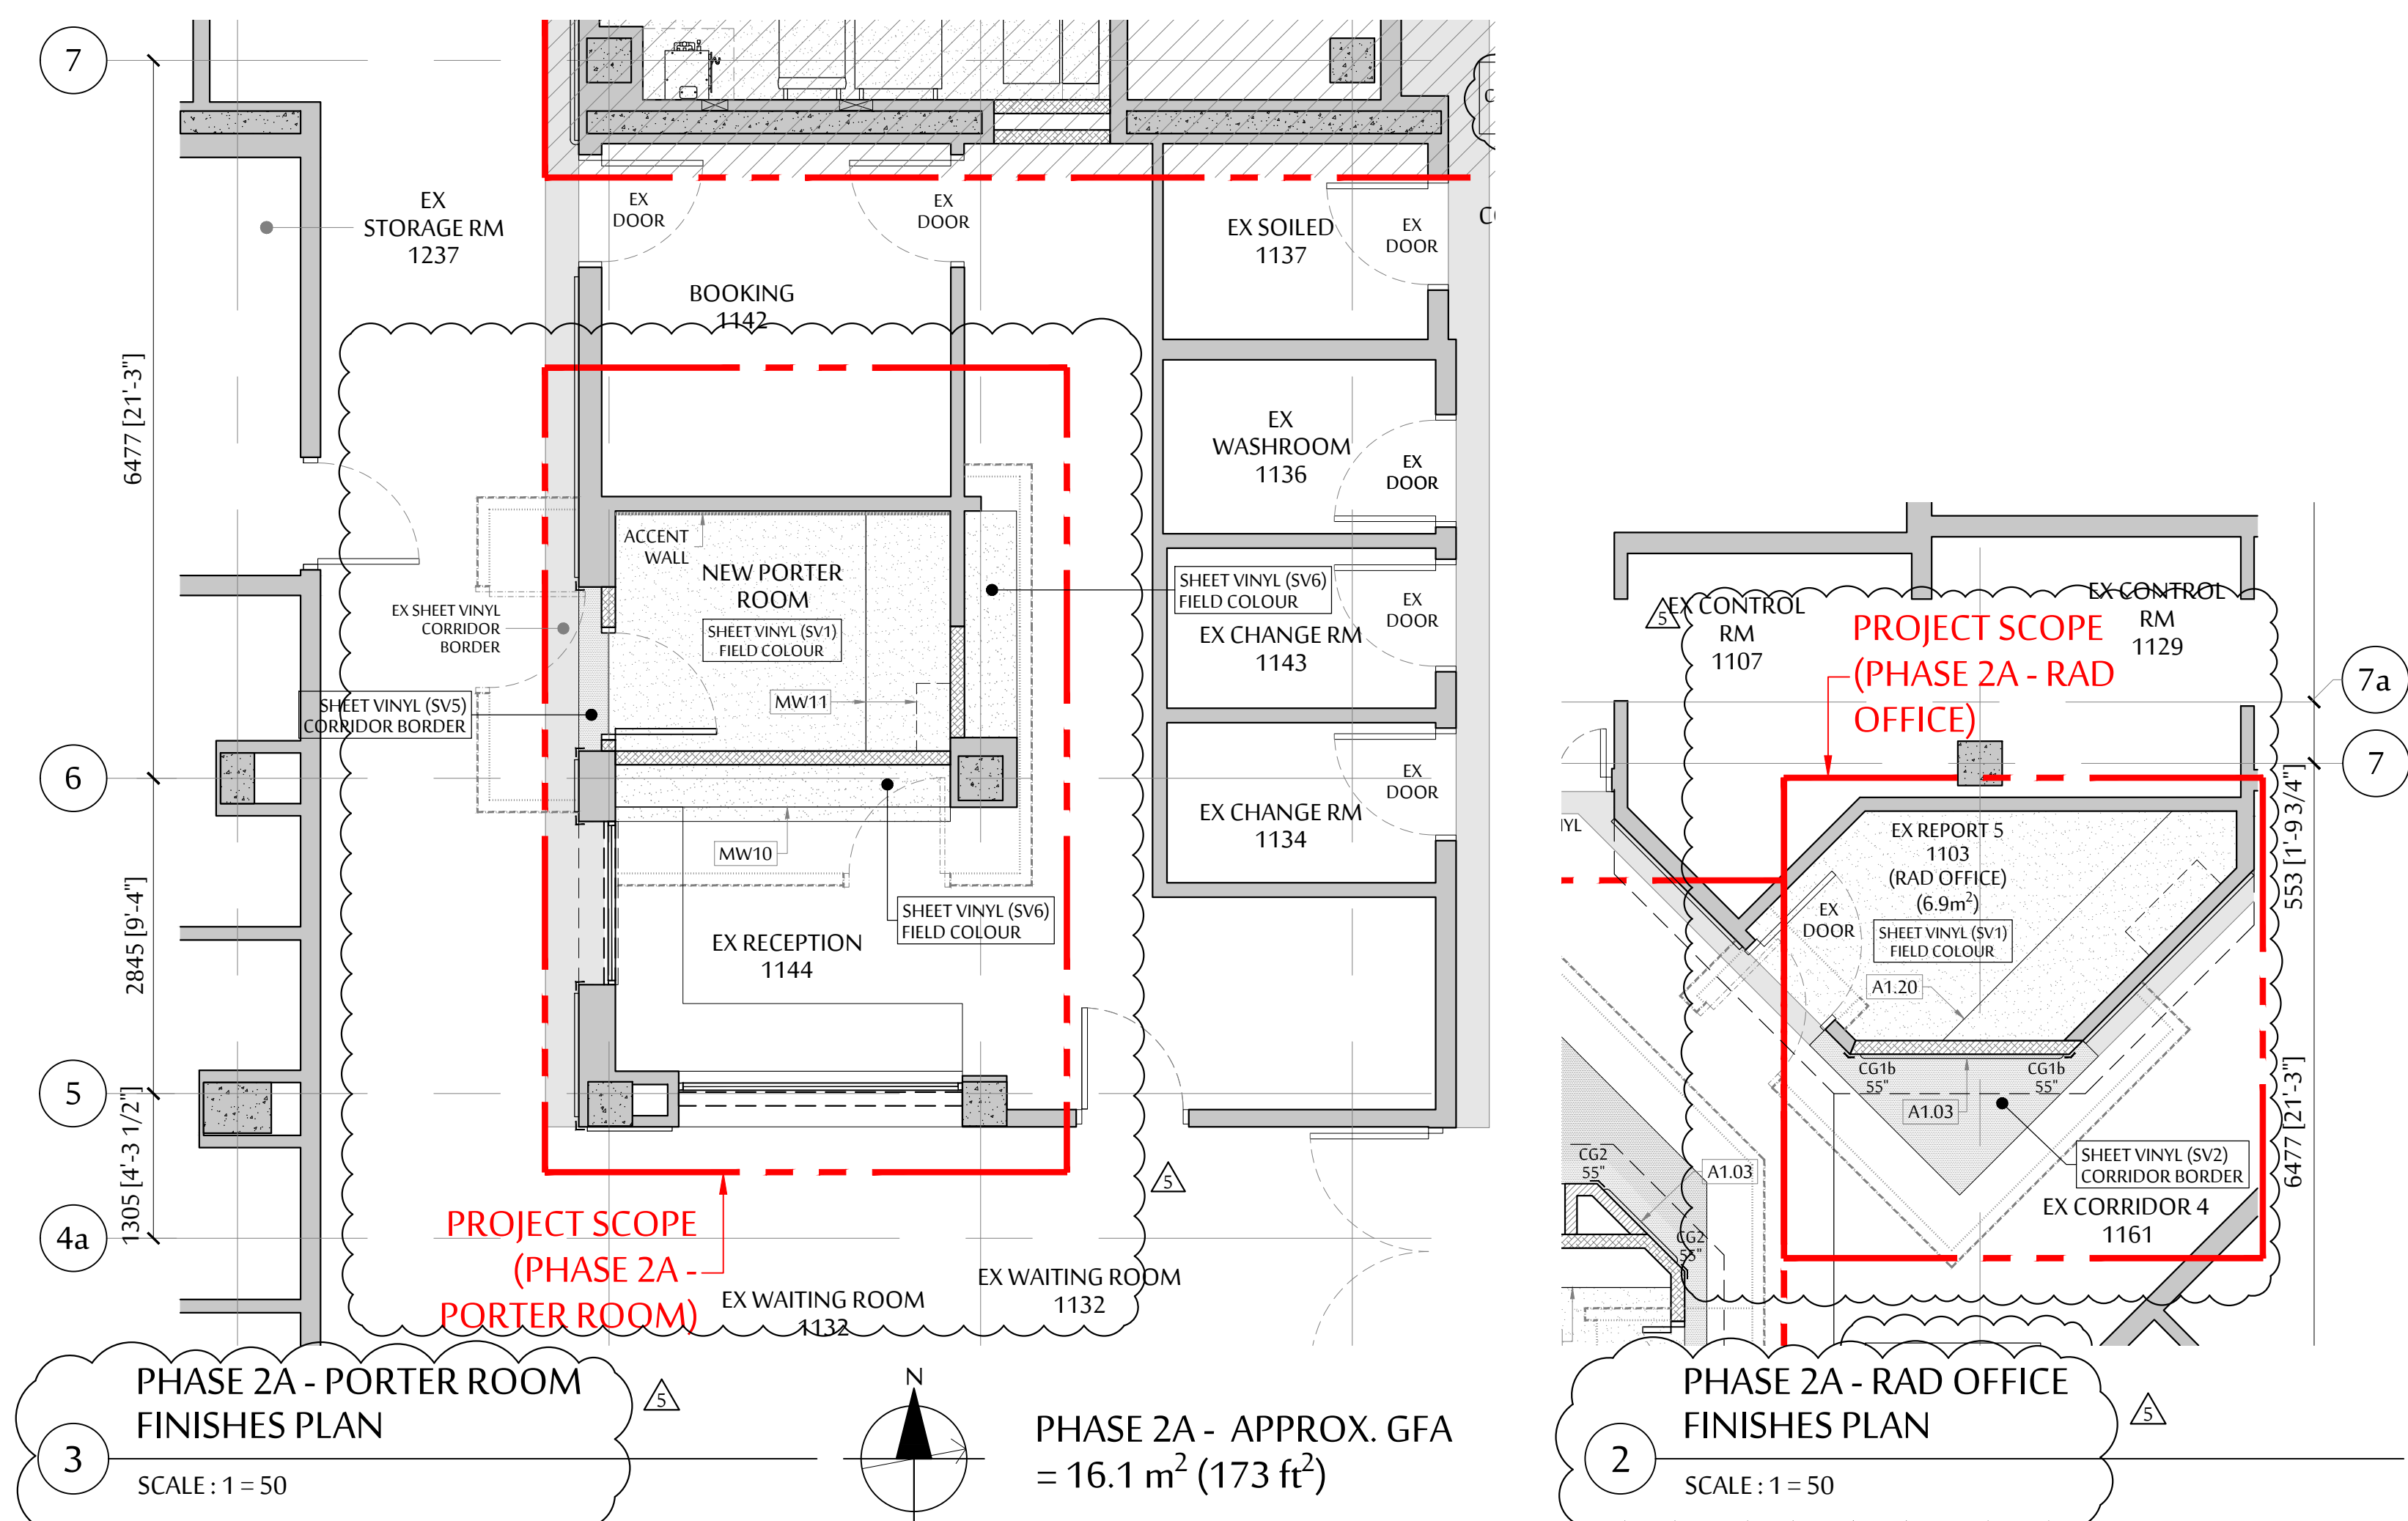 7
EX
STORAGE RM
1237
EX
DOOR
EX
DOOR
EX SOILED
1137
EX
DOOR
BOOKING
1142
6477 [21'-3"]
EX
WASHROOM
1136
EX
DOOR
ACCENT
WALL
NEW PORTER
ROOM
SHEET VINYL (SV1)
FIELD COLOUR
EX SHEET VINYL
CORRIDOR
BORDER
SHEET VINYL (SV6)
FIELD COLOUR
EX CHANGE RM
1143
EX
DOOR
MW11
SHEET VINYL (SV5)
CORRIDOR BORDER
6
EX CHANGE RM
1134
EX
DOOR
MW10
2845 [9'-4"]
SHEET VINYL (SV6)
FIELD COLOUR
EX RECEPTION
1144
5
1305 [4'-3 1/2"]
4a
5
PROJECT SCOPE
(PHASE 2A -
PORTER ROOM)
EX WAITING ROOM
1132
EX WAITING ROOM
1132
PHASE 2A - PORTER ROOM
FINISHES PLAN
5
3
SCALE : 1 = 50
N
PHASE 2A - APPROX. GFA
= 16.1 m² (173 ft²)
5
EX CONTROL
RM
1107
EX CONTROL
RM
1129
PROJECT SCOPE
(PHASE 2A - RAD
OFFICE)
7a
7
553 [1'-9 3/4"]
EX REPORT 5
1103
(RAD OFFICE)
(6.9m²)
SHEET VINYL (SV1)
FIELD COLOUR
EX
DOOR
A1.20
CG1b
55"
CG1b
55"
A1.03
6477 [21'-3"]
SHEET VINYL (SV2)
CORRIDOR BORDER
CG2
55"
A1.03
CG2
55"
EX CORRIDOR 4
1161
PHASE 2A - RAD OFFICE
FINISHES PLAN
5
2
SCALE : 1 = 50